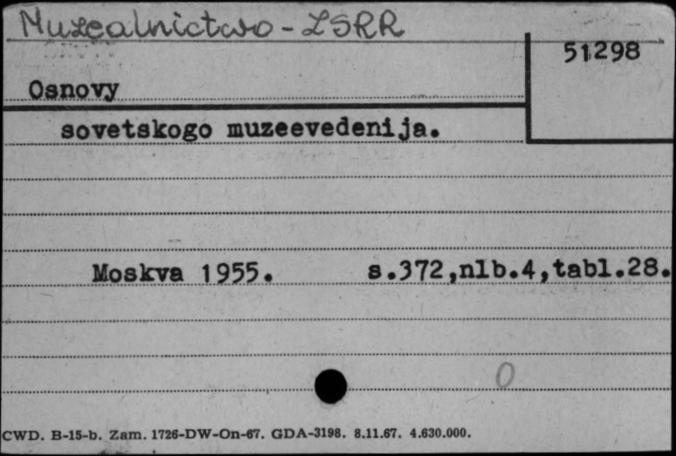 Muzealnictwo - ZSRR
51298
Osnovy
sovetskogo muzeevedenija.
Moskva 1955. s.372,nlb.4,tabl.28.
0
CWD. B-15-b. Zam. 1726-DW-On-67. GDA-3198. 8.11.67. 4.630.000.